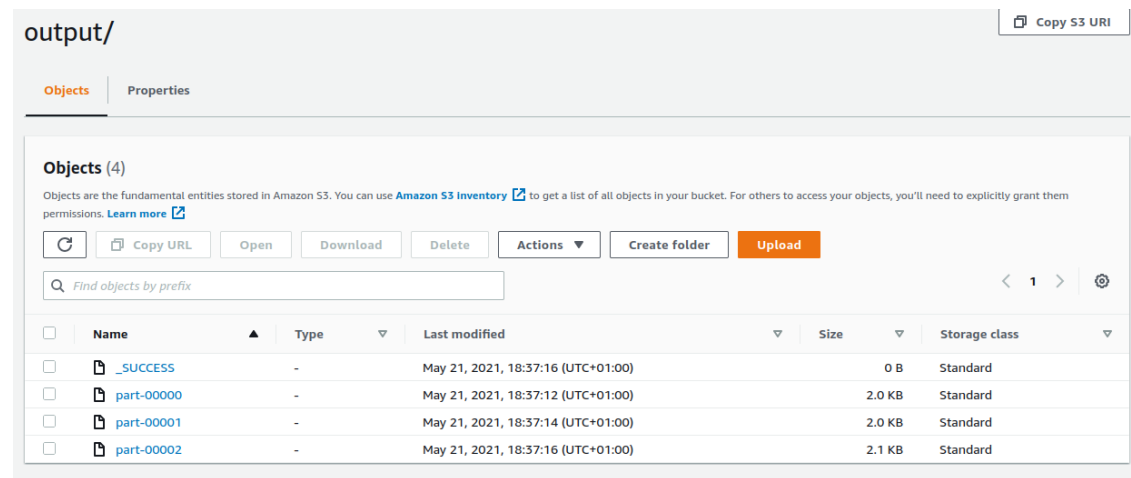 output/
Copy S3 URI
Objects Properties
Objects (4)
Objects are the fundamental entities stored in Amazon S3. You can use Amazon S3 inventory to get a list of all objects in your bucket. For others to access your objects, you'll need to explicitly grant them
permissions. Learn more
Copy URL Open Download Delete Actions Create folder Upload
Find objects by prefix
1
Name Type Last modified Size Storage class
_SUCCESS - May 21, 2021, 18:37:16 (UTC+01:00) 0 B Standard
part-00000 - May 21, 2021, 18:37:12 (UTC+01:00) 2.0 KB Standard
part-00001 - May 21, 2021, 18:37:14 (UTC+01:00) 2.0 KB Standard
part-00002 - May 21, 2021, 18:37:16 (UTC+01:00) 2.1 KB Standard